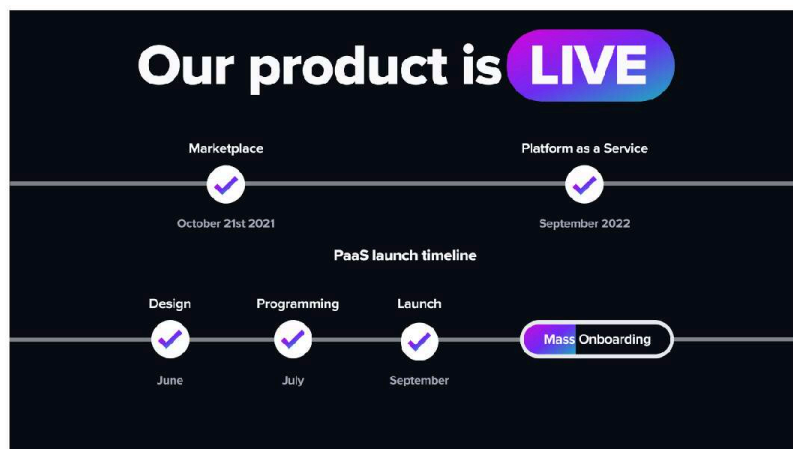 Our product is LIVE
Marketplace
Platform as a Service
October 21st 2021
September 2022
PaaS launch timeline
Design
Programming
Launch
Mass Onboarding
June
July
September